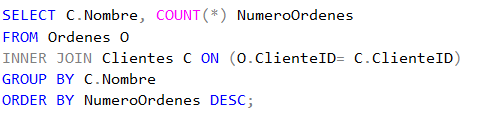 SELECT C.Nombre, COUNT(*) NumeroOrdenes
FROM Ordenes O
INNER JOIN Clientes C ON (O.ClienteID= C.ClienteID)
GROUP BY C.Nombre
ORDER BY NumeroOrdenes DESC;